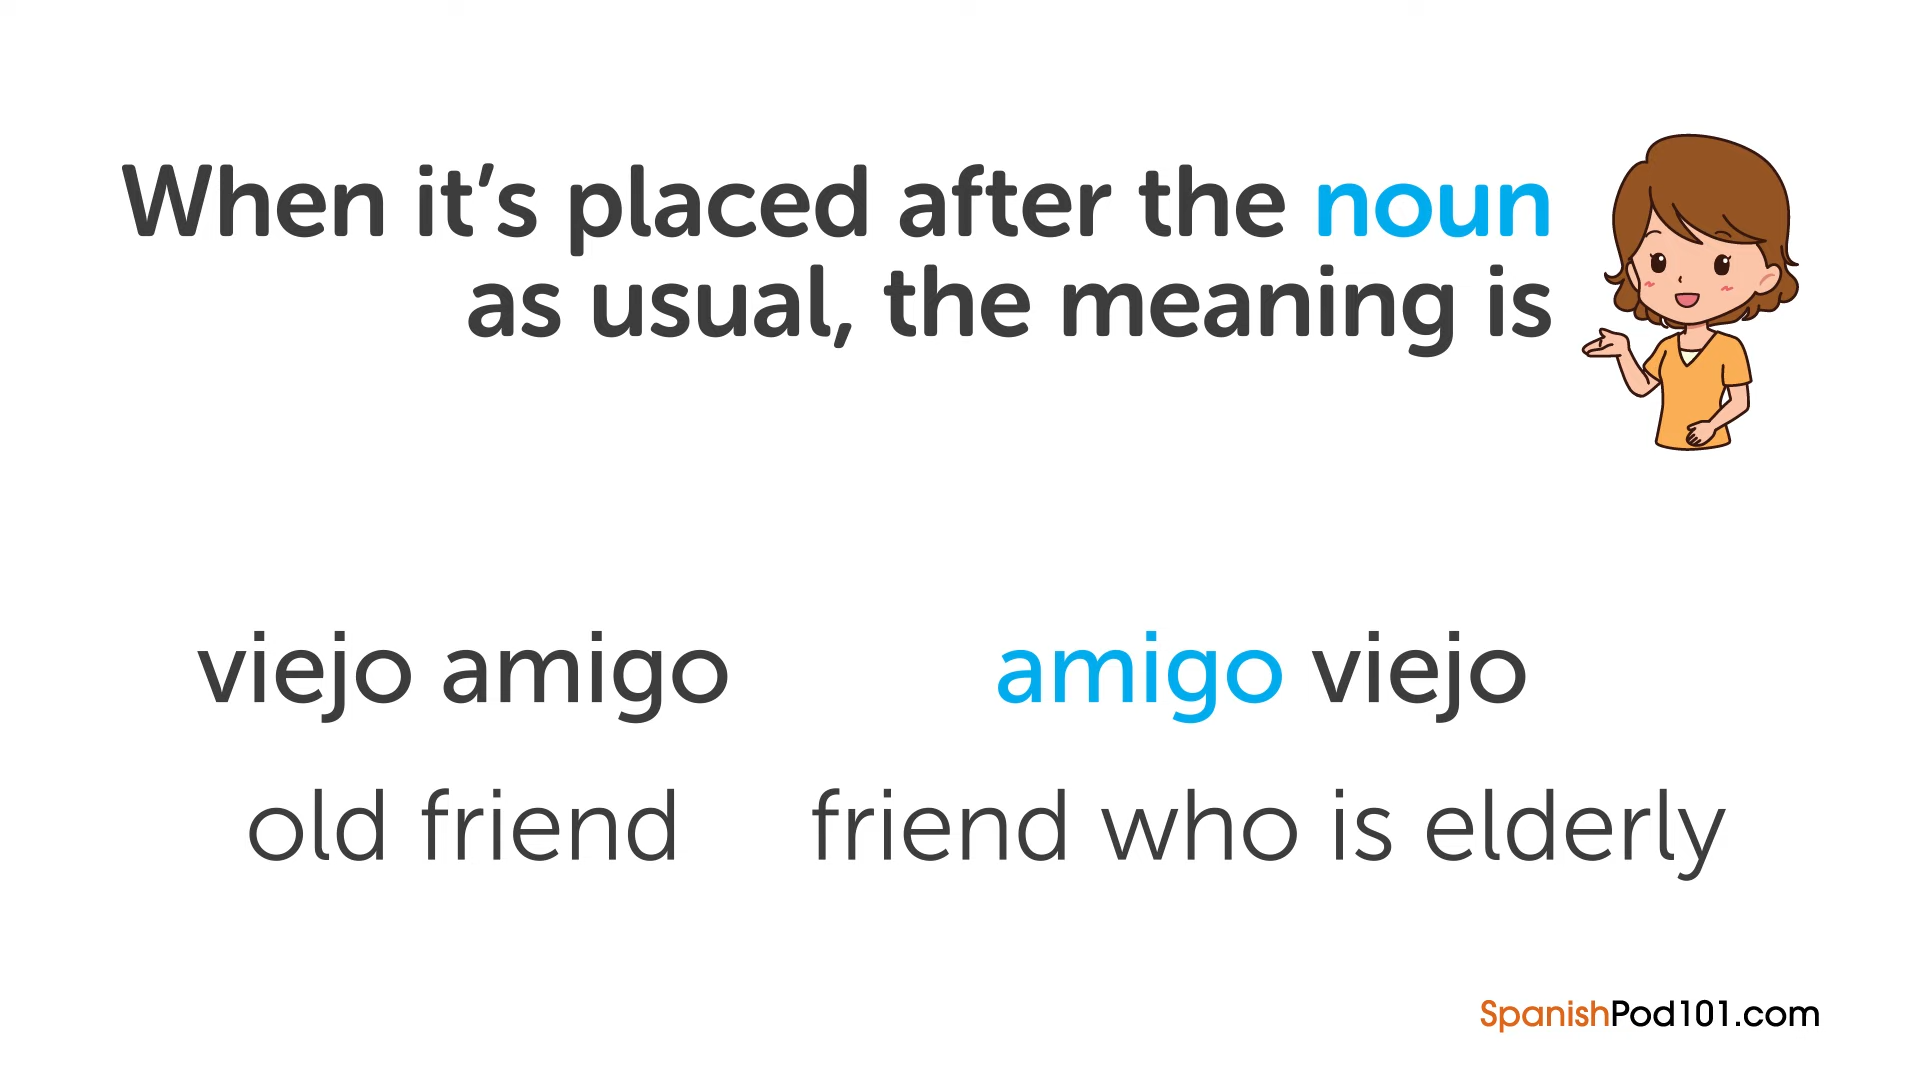 When it’s placed after the noun
as usual, the meaning is
viejo amigo
amigo viejo
old friend
friend who is elderly
SpanishPod101.com